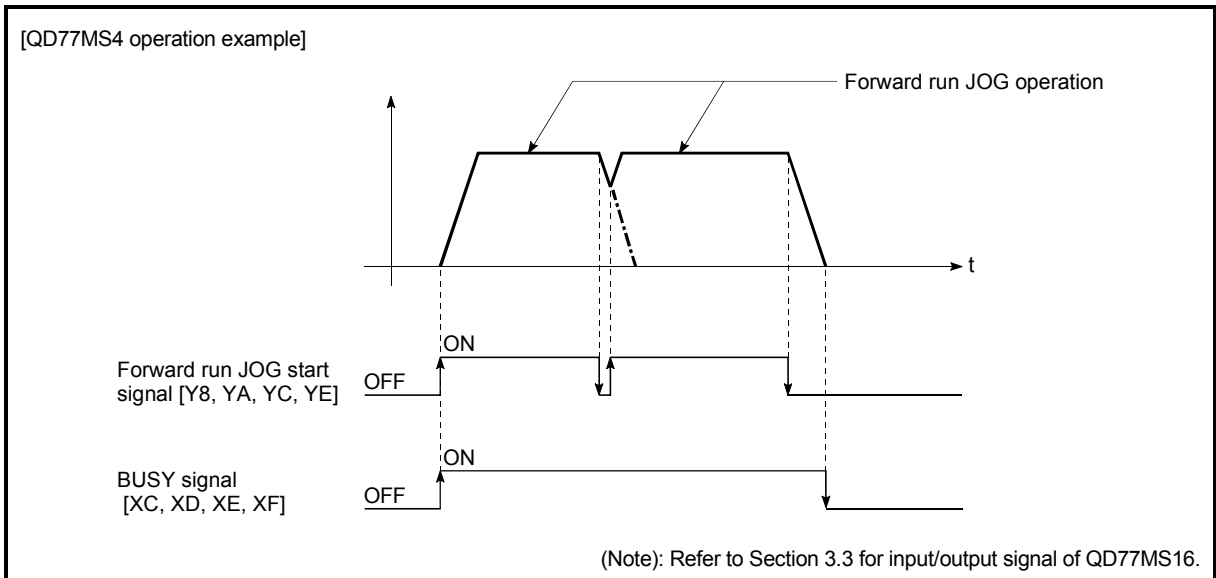 [QD77MS4 operation example]
Forward run JOG operation
t
ON
Forward run JOG start
signal [Y8, YA, YC, YE]
OFF
ON
BUSY signal
[XC, XD, XE, XF]
OFF
(Note): Refer to Section 3.3 for input/output signal of QD77MS16.